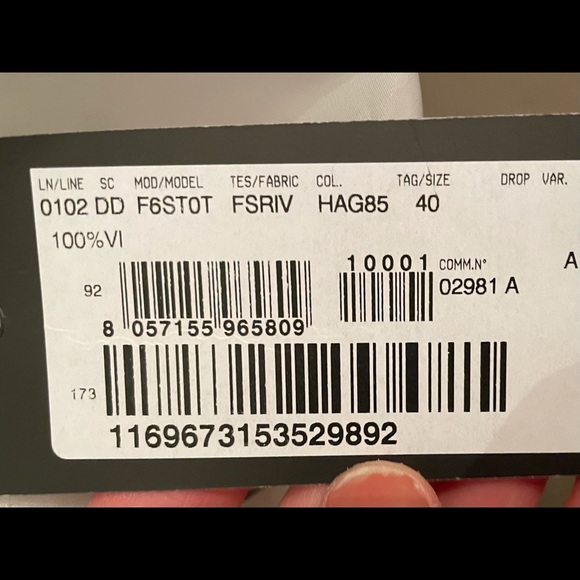 LN/LINE SC MOD/MODEL TES/FABRIC COL. TAG/SIZE DROP VAR.
0102 DD F6ST0T FSRIV HAG85 40
100%VI
10001 COMM.N° A
92 02981 A
8 057155 965809
173
1169673153529892